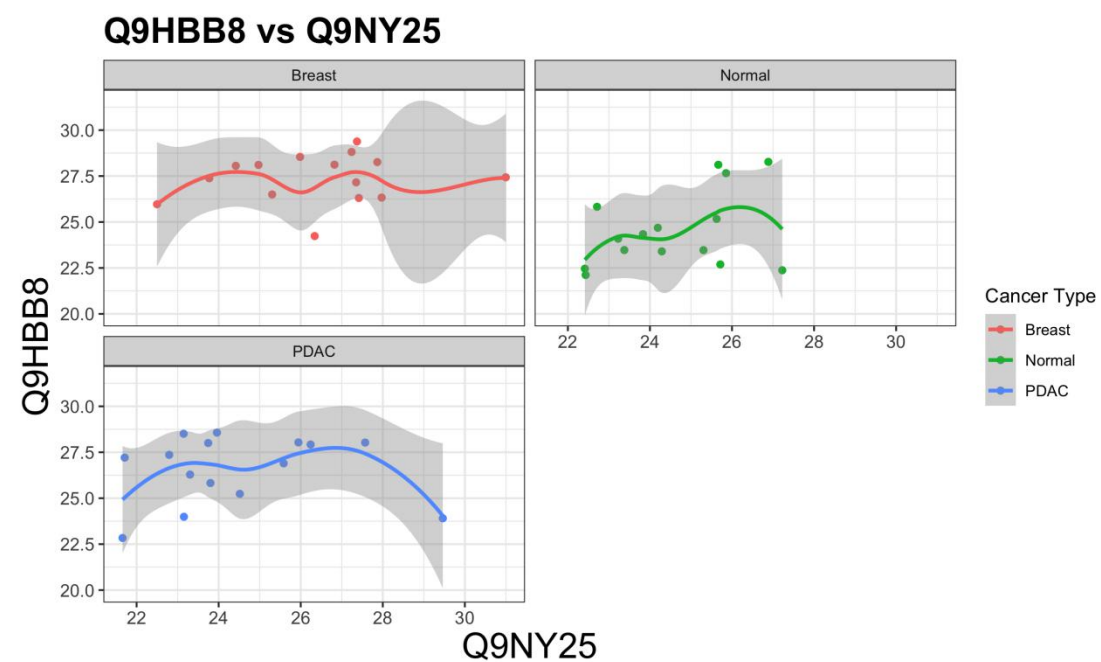 Q9HBB8 vs Q9NY25
Breast
Normal
30.0
27.5
25.0
22.5
20.0
22 24 26 28 30
PDAC
30.0
27.5
25.0
22.5
20.0
22 24 26 28 30
Q9HBB8
Q9NY25
Cancer Type
Breast
Normal
PDAC